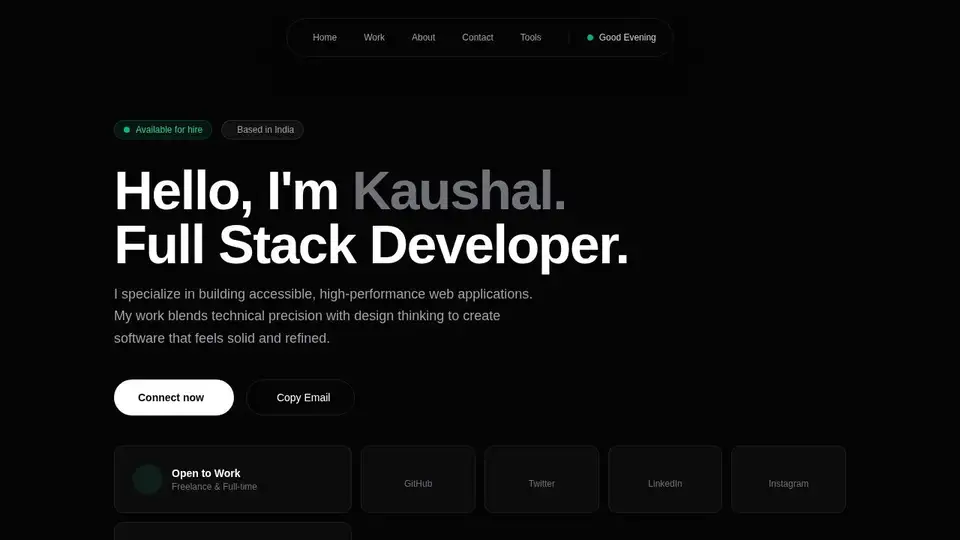 Home Work About Contact Tools Good Evening
Available for hire Based in India
Hello, I'm Kaushal.
Full Stack Developer.
I specialize in building accessible, high-performance web applications.
My work blends technical precision with design thinking to create
software that feels solid and refined.
Connect now Copy Email
Open to Work
Freelance & Full-time
GitHub Twitter LinkedIn Instagram